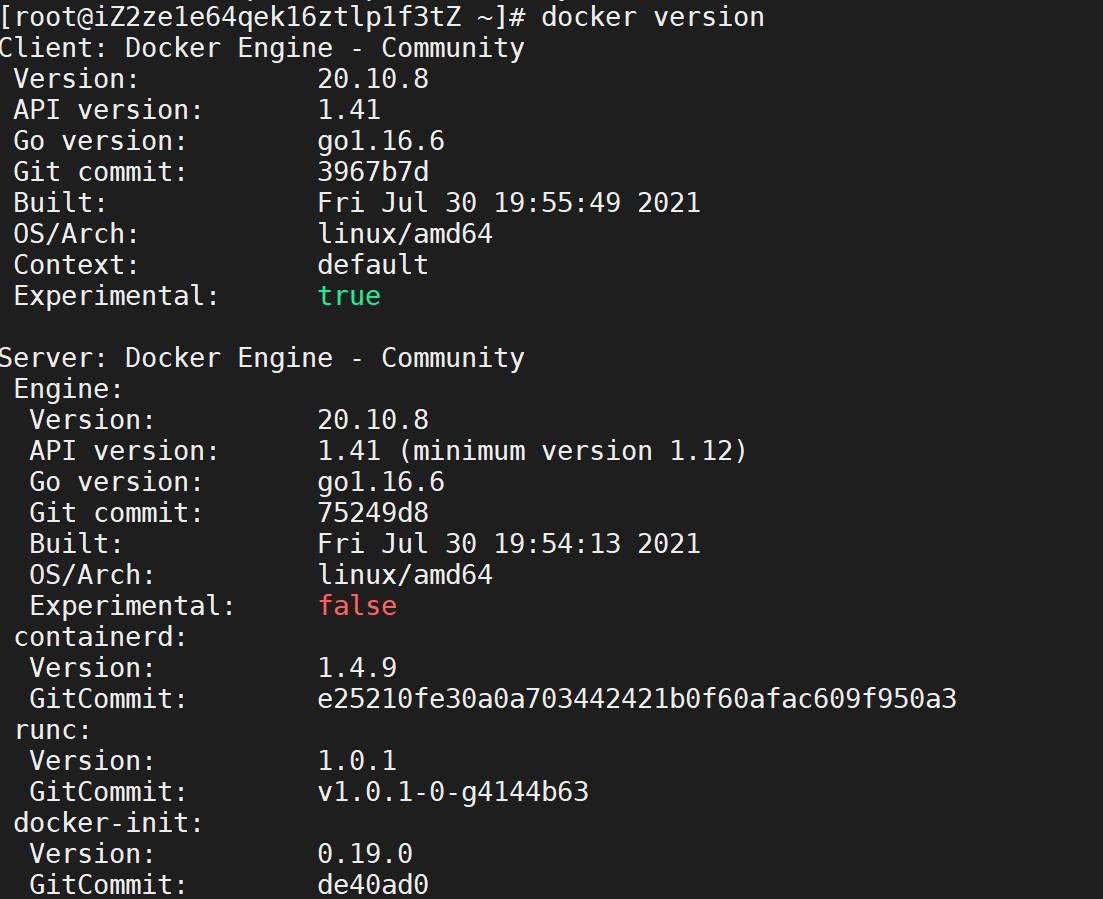 [root@iZ2ze1e64qek16ztlp1f3tZ ~]# docker version
Client: Docker Engine - Community
 Version:           20.10.8
 API version:       1.41
 Go version:        go1.16.6
 Git commit:        3967b7d
 Built:             Fri Jul 30 19:55:49 2021
 OS/Arch:           linux/amd64
 Context:           default
 Experimental:      true

Server: Docker Engine - Community
 Engine:
  Version:          20.10.8
  API version:      1.41 (minimum version 1.12)
  Go version:       go1.16.6
  Git commit:       75249d8
  Built:            Fri Jul 30 19:54:13 2021
  OS/Arch:          linux/amd64
  Experimental:     false
 containerd:
  Version:          1.4.9
  GitCommit:        e25210fe30a0a703442421b0f60afac609f950a3
 runc:
  Version:          1.0.1
  GitCommit:        v1.0.1-0-g4144b63
 docker-init:
  Version:          0.19.0
  GitCommit:        de40ad0